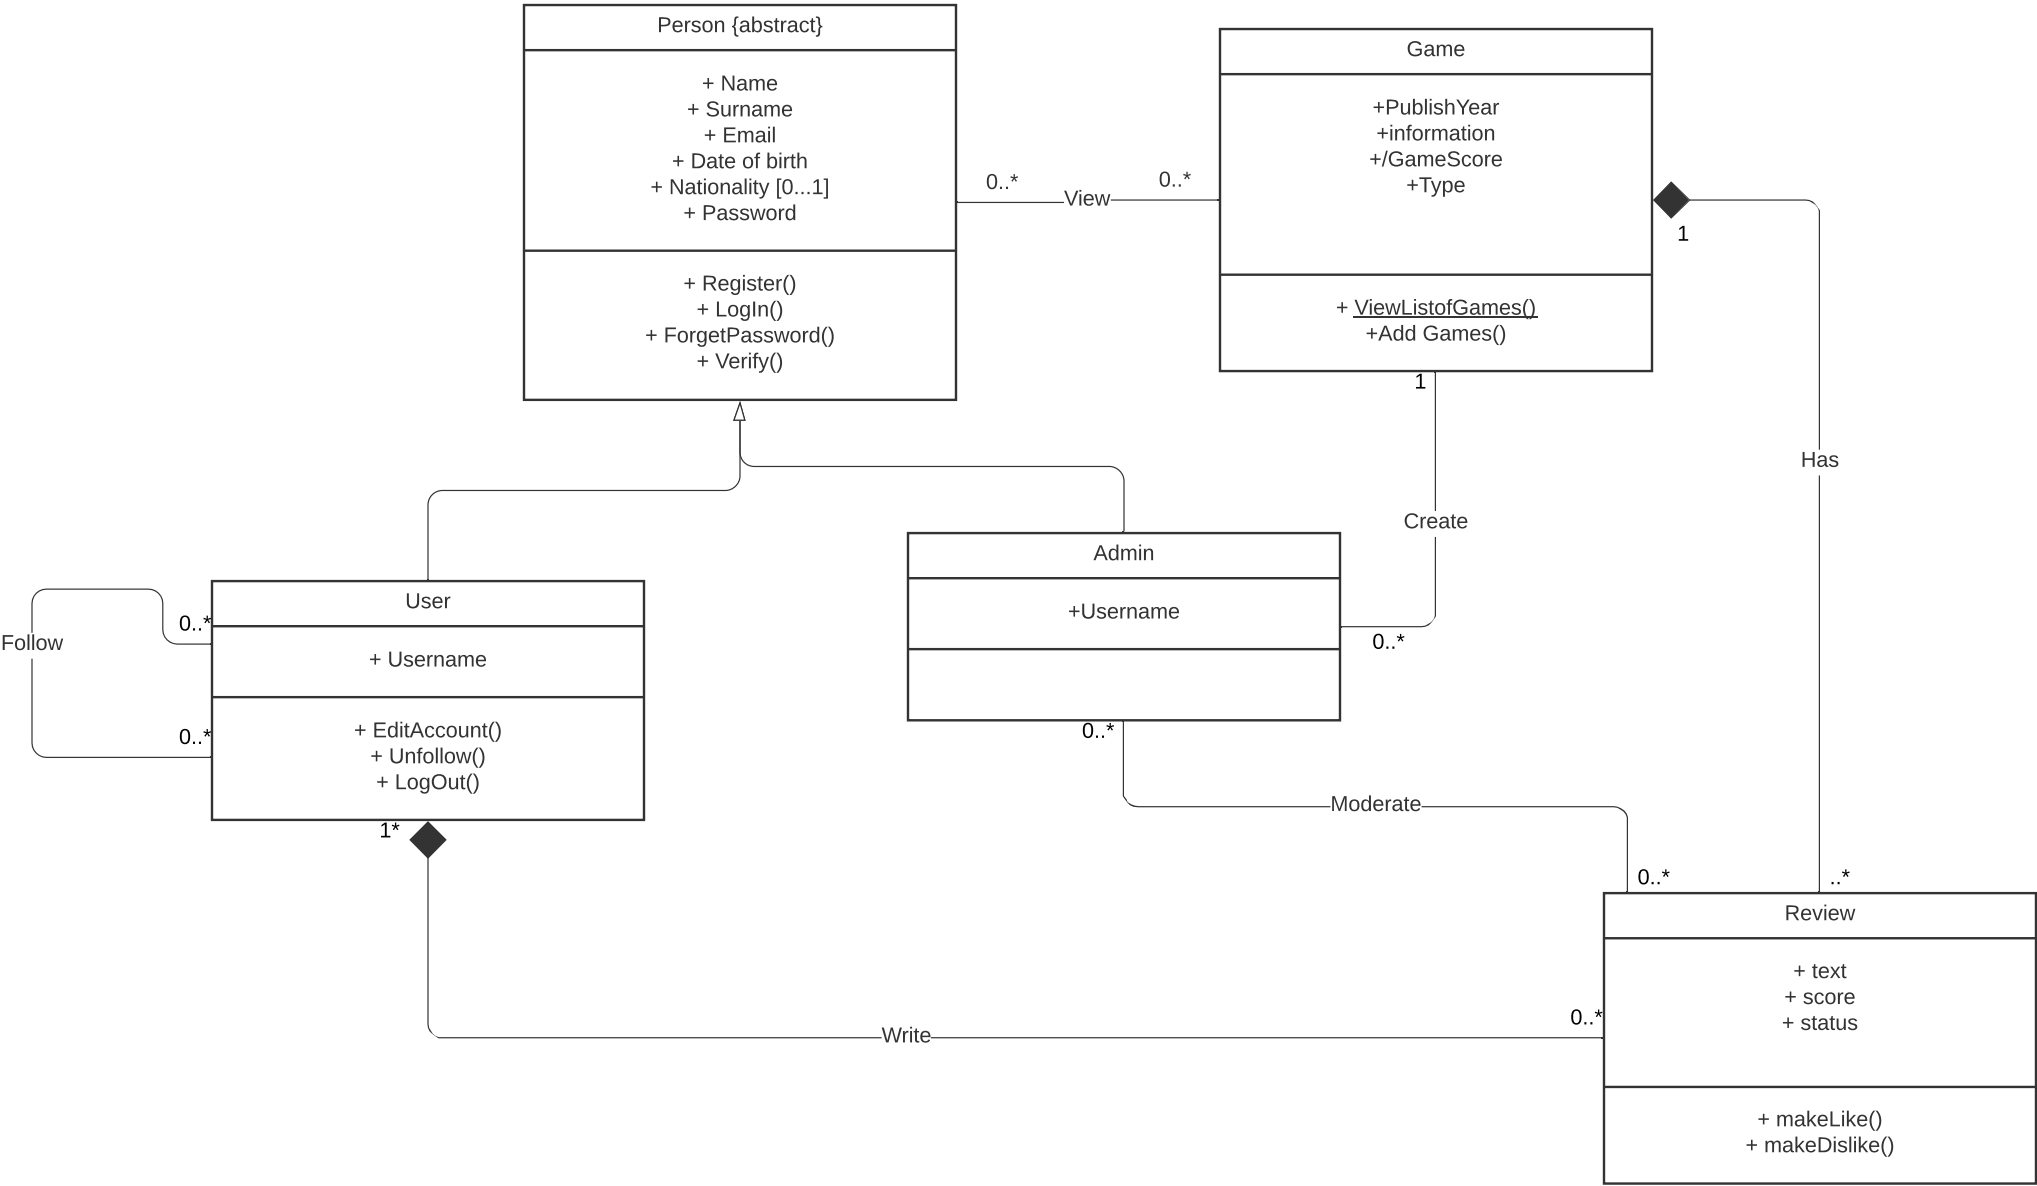 Person {abstract}
+ Name
+ Surname
+ Email
+ Date of birth
+ Nationality [0...1]
+ Password
+ Register()
+ LogIn()
+ ForgetPassword()
+ Verify()
0..*
View
0..*
Game
+PublishYear
+information
+/GameScore
+Type
+ ViewListofGames()
+Add Games()
1
1
Has
Create
0..*
Admin
+Username
0..*
User
+ Username
+ EditAccount()
+ Unfollow()
+ LogOut()
0..*
Follow
0..*
1*
Moderate
0..*
..*
Write
0..*
Review
+ text
+ score
+ status
+ makeLike()
+ makeDislike()